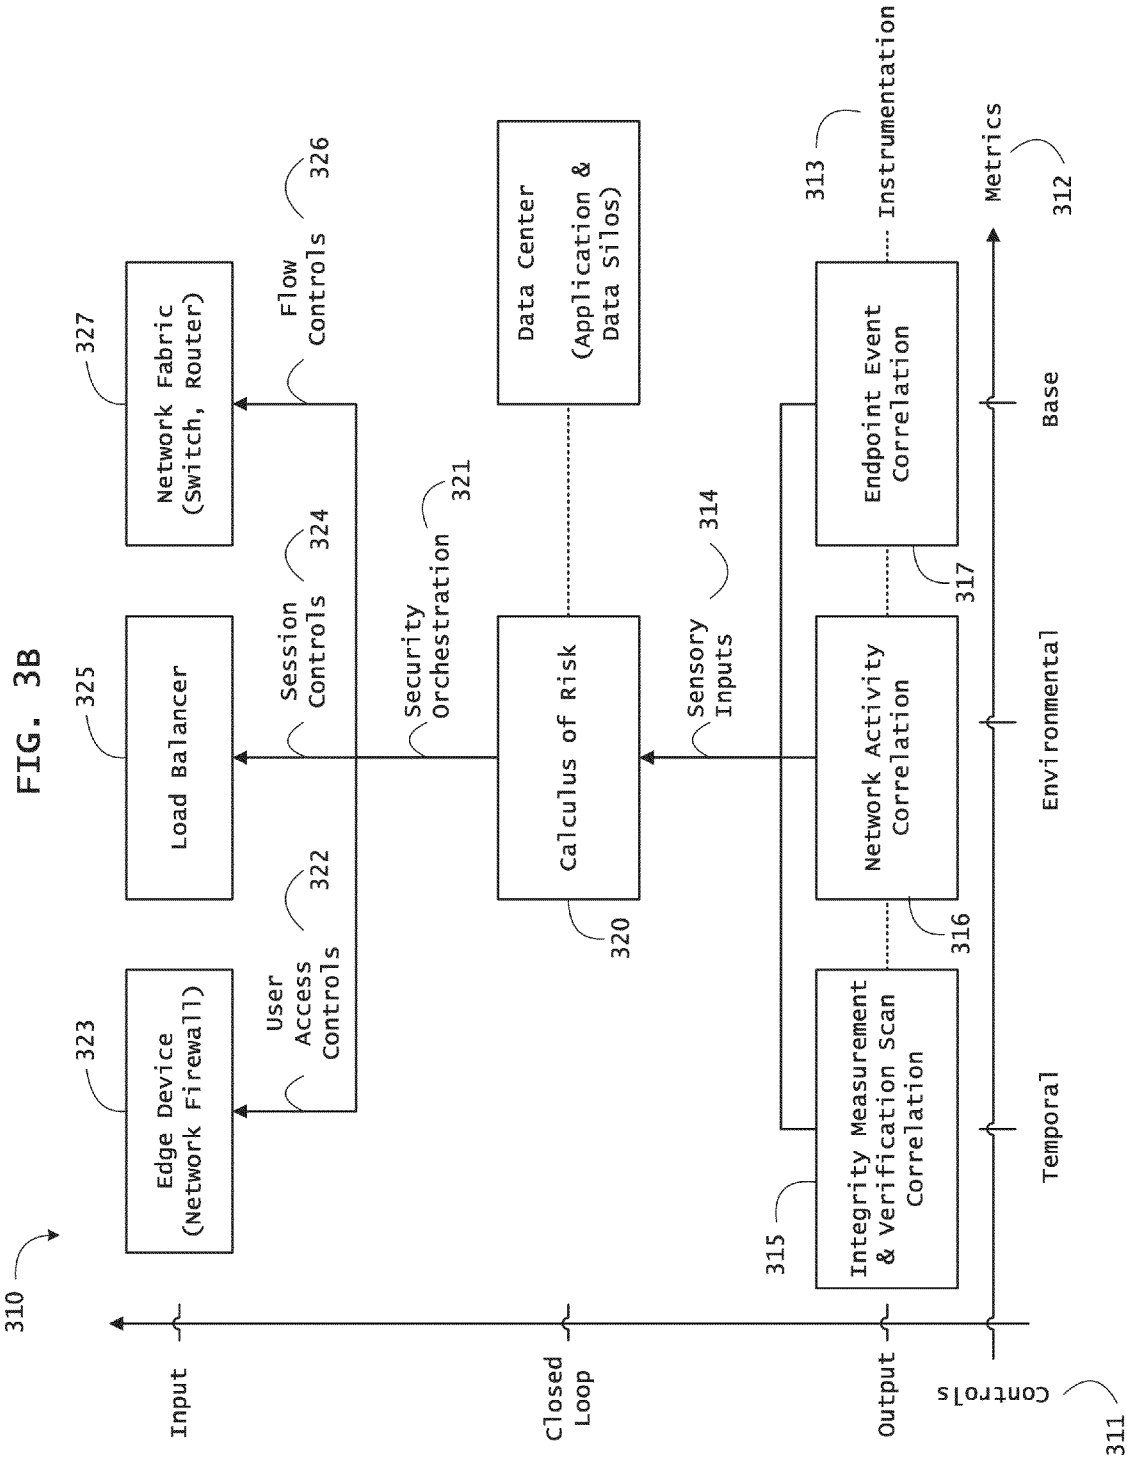 FIG. 3B
310
323
325
327
Input
Edge Device
(Network Firewall)
Load Balancer
Network Fabric
(Switch, Router)
User
Access
Controls
322
Session
Controls
324
Flow
Controls
326
Security
Orchestration
321
Closed
Loop
320
Calculus of Risk
Data Center
(Application &
Data Silos)
Sensory
Inputs
314
313
315
Output
Integrity Measurement
& Verification Scan
Correlation
Network Activity
Correlation
Endpoint Event
Correlation
Instrumentation
316
317
Controls
311
Metrics
312
Temporal
Environmental
Base